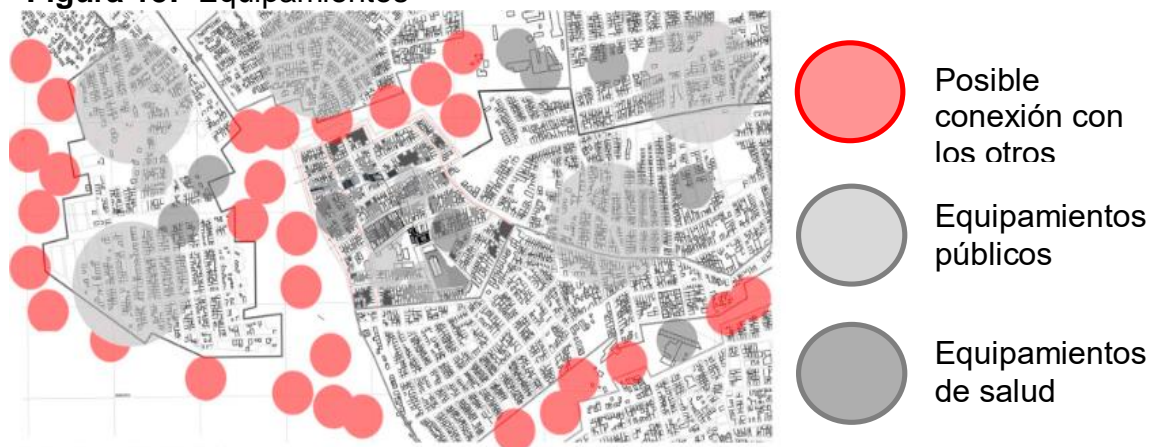 Equipamientos
Posible
conexión con
los otros
Equipamientos
públicos
Equipamientos
de salud